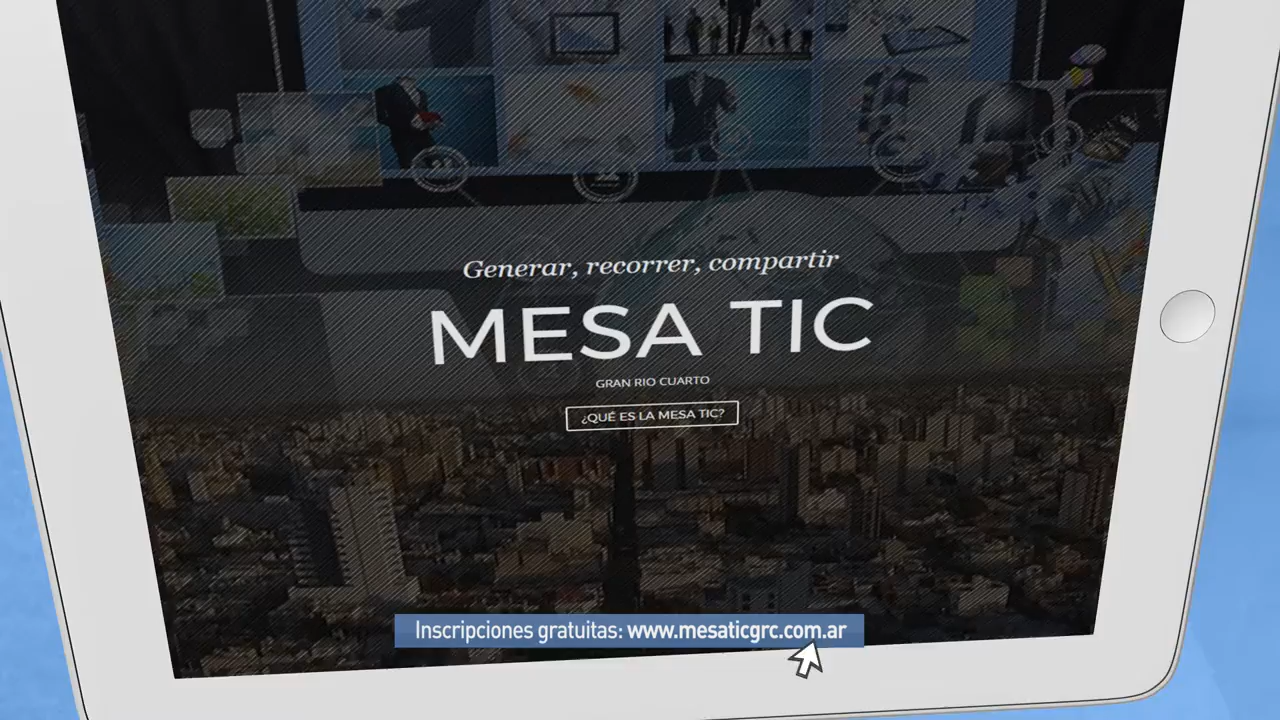 Generar, recorrer, compartir
MESA TIC
GRAN RIO CUARTO
¿QUÉ ES LA MESA TIC?
Inscripciones gratuitas: www.mesaticgrc.com.ar